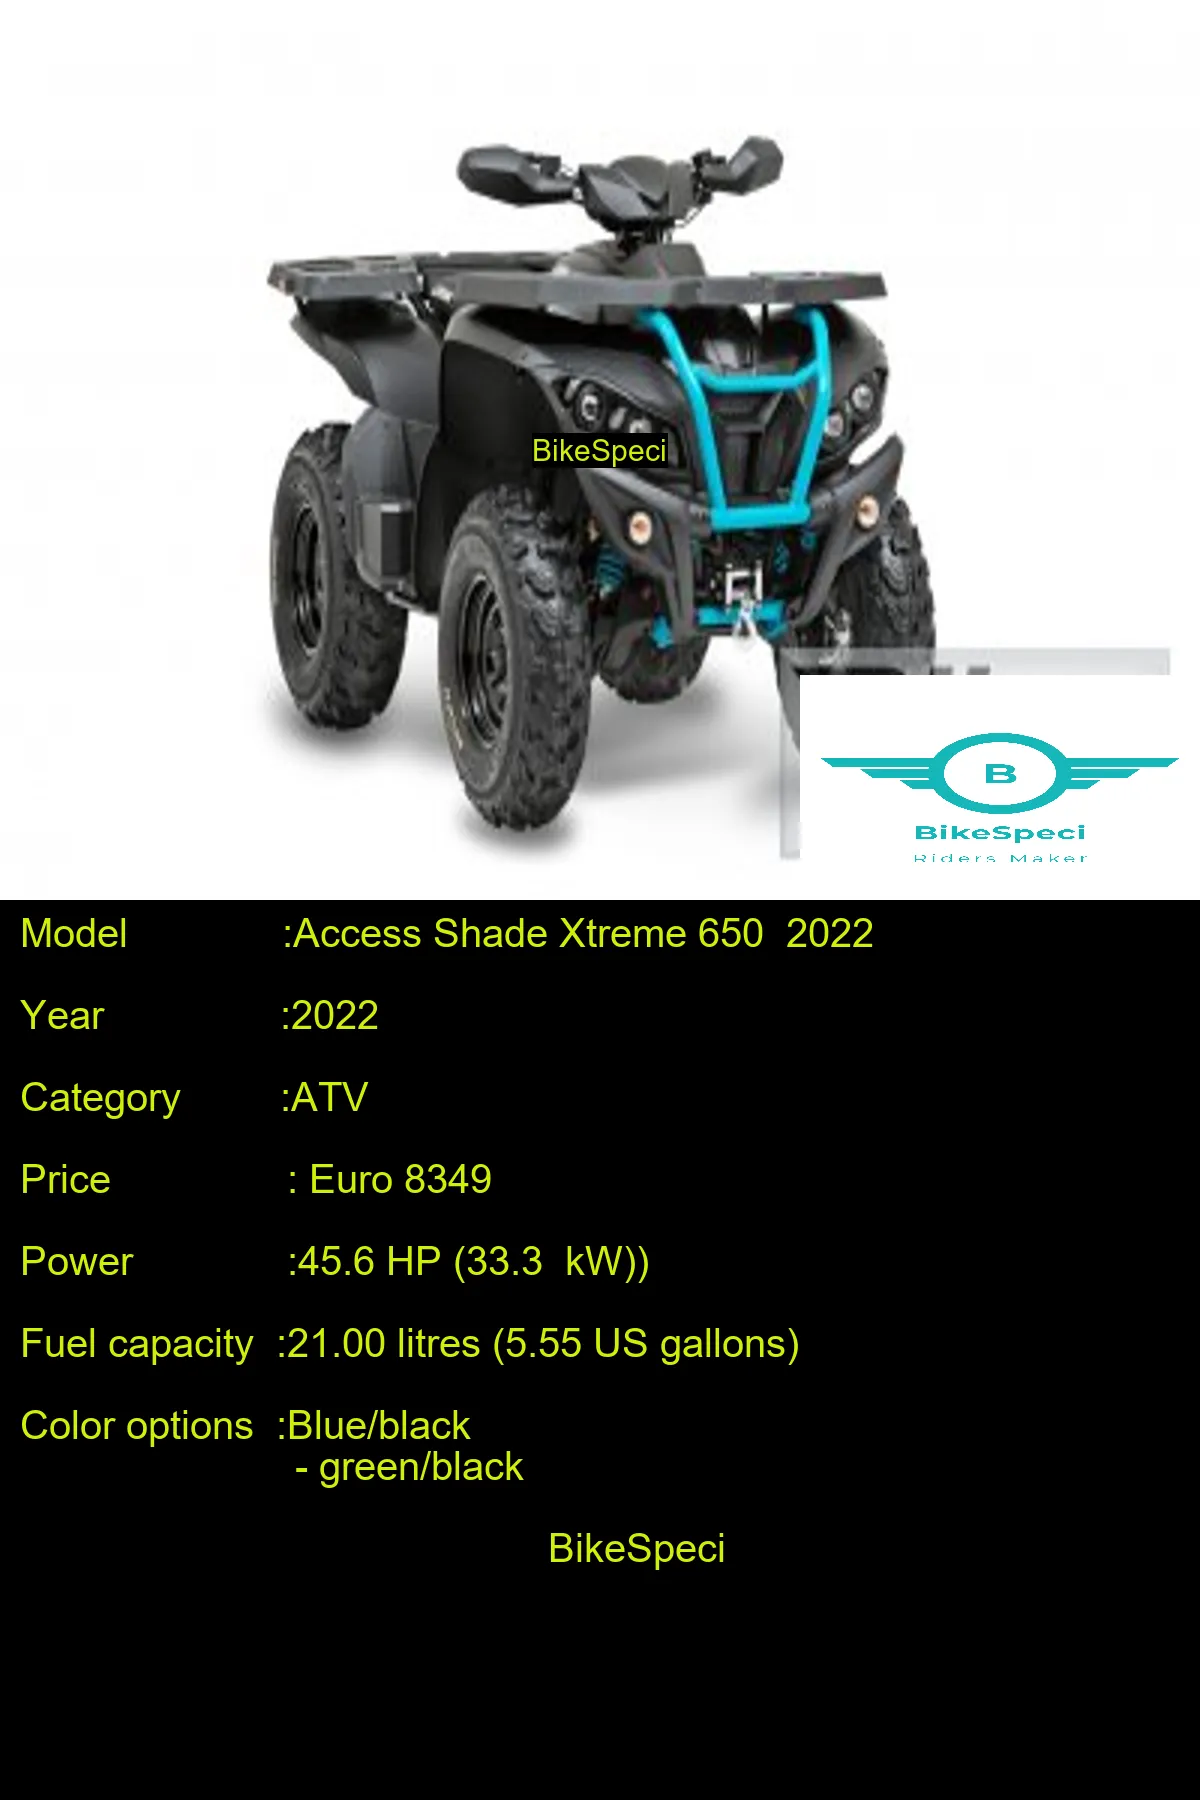 BikeSpeci
B
BikeSpeci
Riders Maker
Model :Access Shade Xtreme 650 2022
Year :2022
Category :ATV
Price : Euro 8349
Power :45.6 HP (33.3 kW))
Fuel capacity :21.00 litres (5.55 US gallons)
Color options :Blue/black
- green/black
BikeSpeci